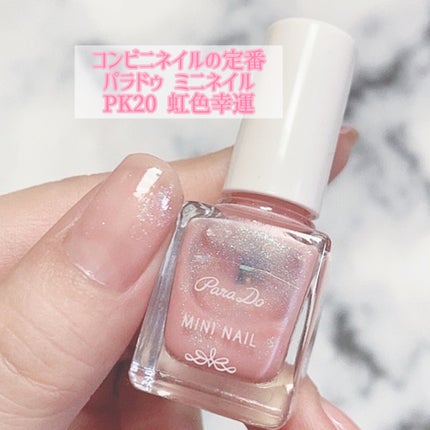 コンビニネイルの定番
パラドゥ ミニネイル
PK20 虹色幸運
ParaDo
MINI NAIL